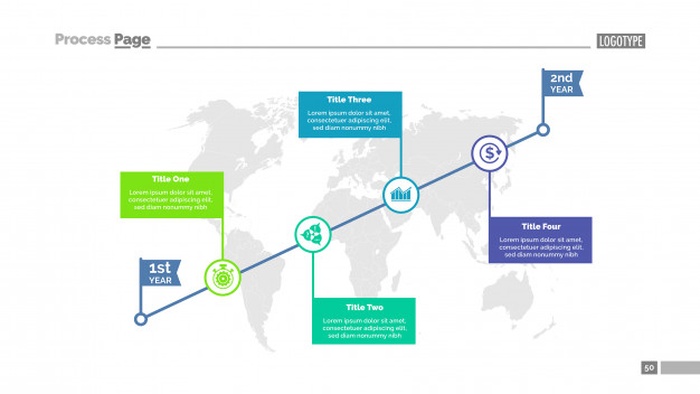 Process Page
LOGOTYPE
2nd
YEAR
Title Three
Lorem ipsum dolor sit amet,
consectetuer adipiscing elit,
sed diam nonummy nibh
Title One
Lorem ipsum dolor sit amet,
consectetuer adipiscing elit,
sed diam nonummy nibh
Title Four
Lorem ipsum dolor sit amet,
consectetuer adipiscing elit,
sed diam nonummy nibh
1st
YEAR
Title Two
Lorem ipsum dolor sit amet,
consectetuer adipiscing elit,
sed diam nonummy nibh
50